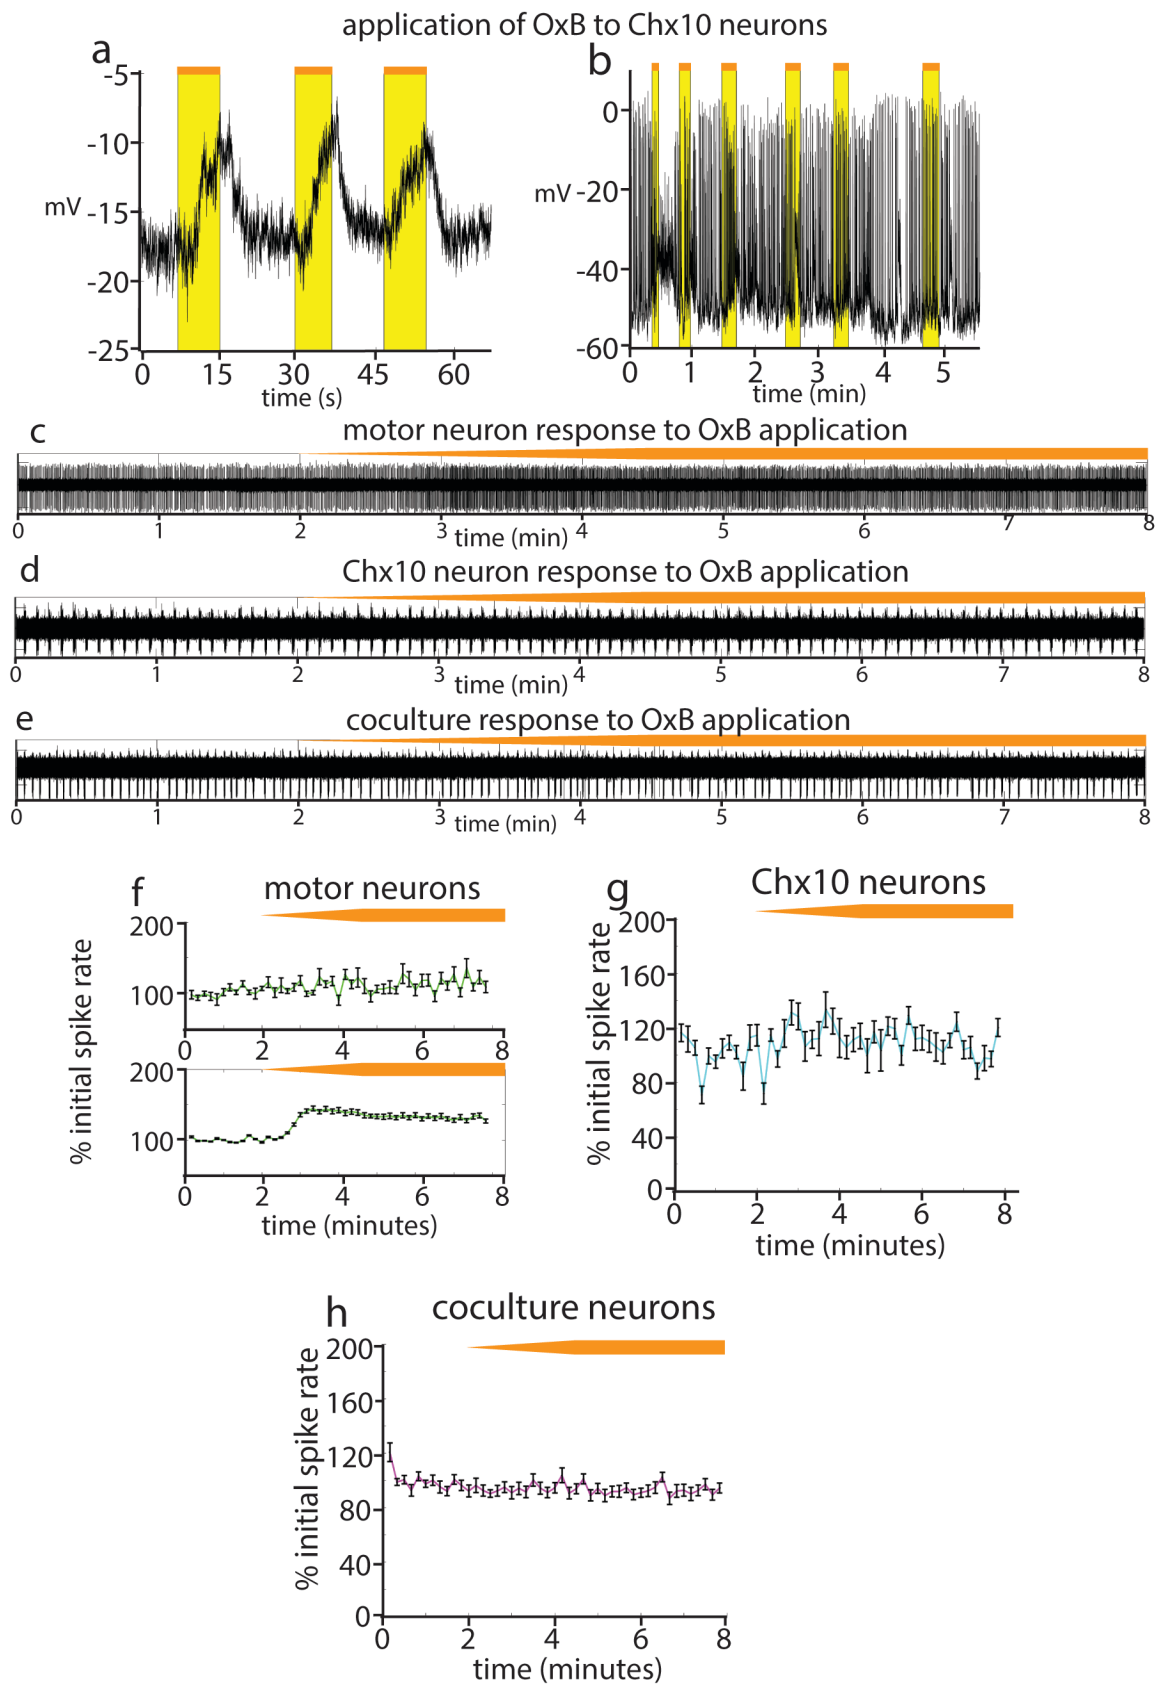 application of OxB to Chx10 neurons
a
b
-5
-10
mV -15
-20
-25
0 15 30 45 60
time (s)
0
mV -20
-40
-60
0 1 2 3 4 5
time (min)
c motor neuron response to OxB application
0 1 2 3 4 5 6 7 8
time (min)
d Chx10 neuron response to OxB application
0 1 2 3 4 5 6 7 8
time (min)
e coculture response to OxB application
0 1 2 3 4 5 6 7 8
time (min)
f motor neurons
% initial spike rate
200
100
0 2 4 6 8
200
100
0 2 4 6 8
time (minutes)
g Chx10 neurons
% initial spike rate
200
160
120
80
40
0
0 2 4 6 8
time (minutes)
h coculture neurons
% initial spike rate
200
160
120
80
40
0
0 2 4 6 8
time (minutes)